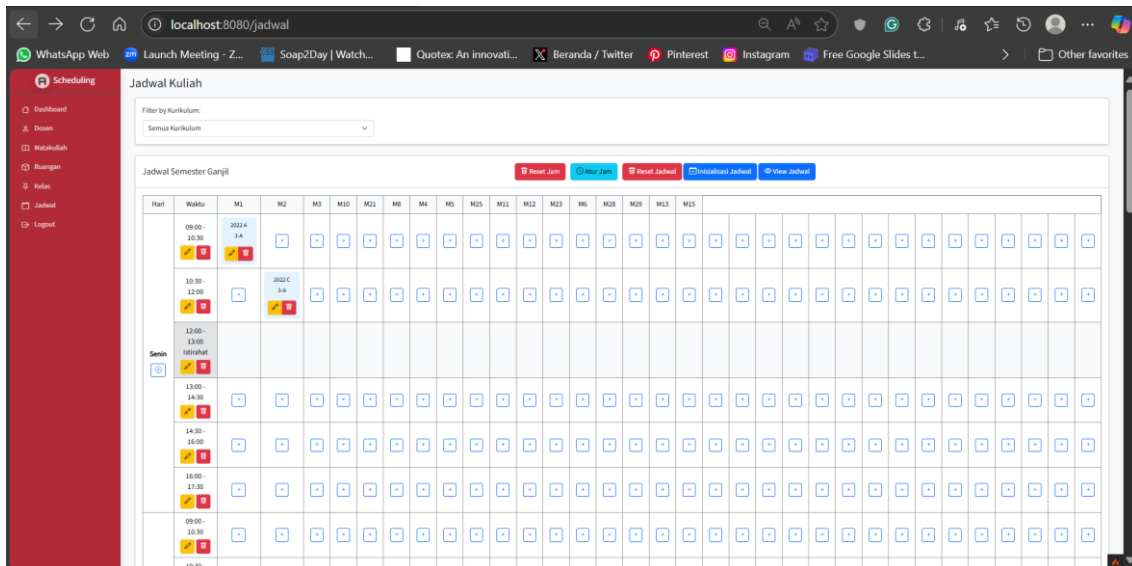 localhost:8080/jadwal
WhatsApp Web
Launch Meeting - Z...
Soap2Day | Watch...
Quotex: An innovati...
Beranda / Twitter
Pinterest
Instagram
Free Google Slides t...
Other favorites
Scheduling
Dashboard
Dosen
Matakuliah
Ruangan
Kelas
Jadwal
Logout
Jadwal Kuliah
Filter by Kurikulum:
Semua Kurikulum
Jadwal Semester Ganjil
Reset Jam
Atur Jam
Reset Jadwal
Inisialisasi Jadwal
View Jadwal
Hari Waktu M1 M2 M3 M10 M21 M8 M4 M5 M25 M11 M12 M23 M6 M28 M29 M13 M15
Senin
09:00 -
10:30
2022 A
3-A
10:30 -
12:00
2022 C
3-A
12:00 -
13:00
Istirahat
13:00 -
14:30
14:30 -
16:00
16:00 -
17:30
09:00 -
10:30
10:30 -